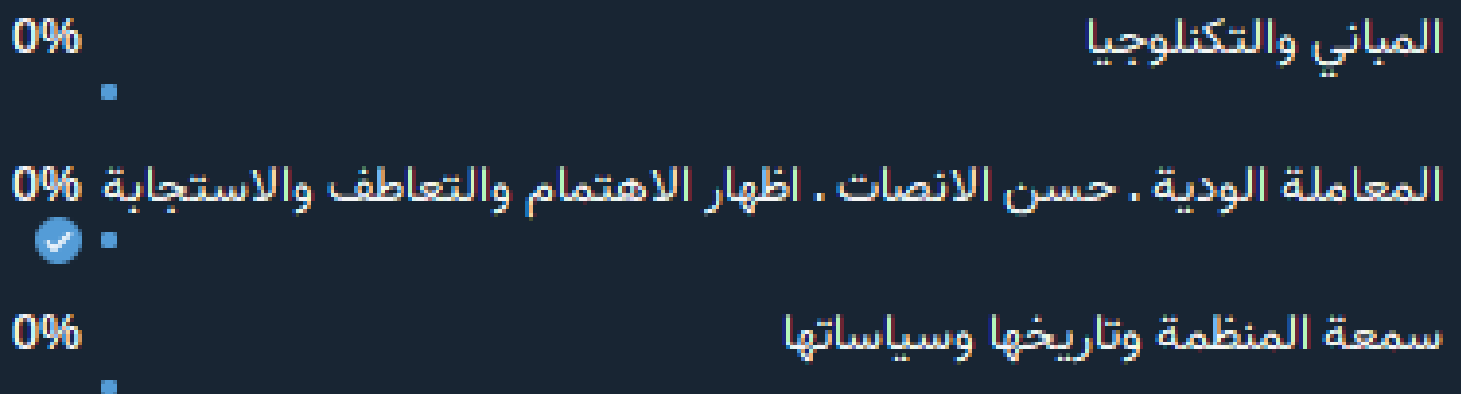 المباني والتكنلوجيا 0%
المعاملة الودية . حسن الانصات . اظهار الاهتمام والتعاطف والاستجابة 0%
سمعة المنظمة وتاريخها وسياساتها 0%